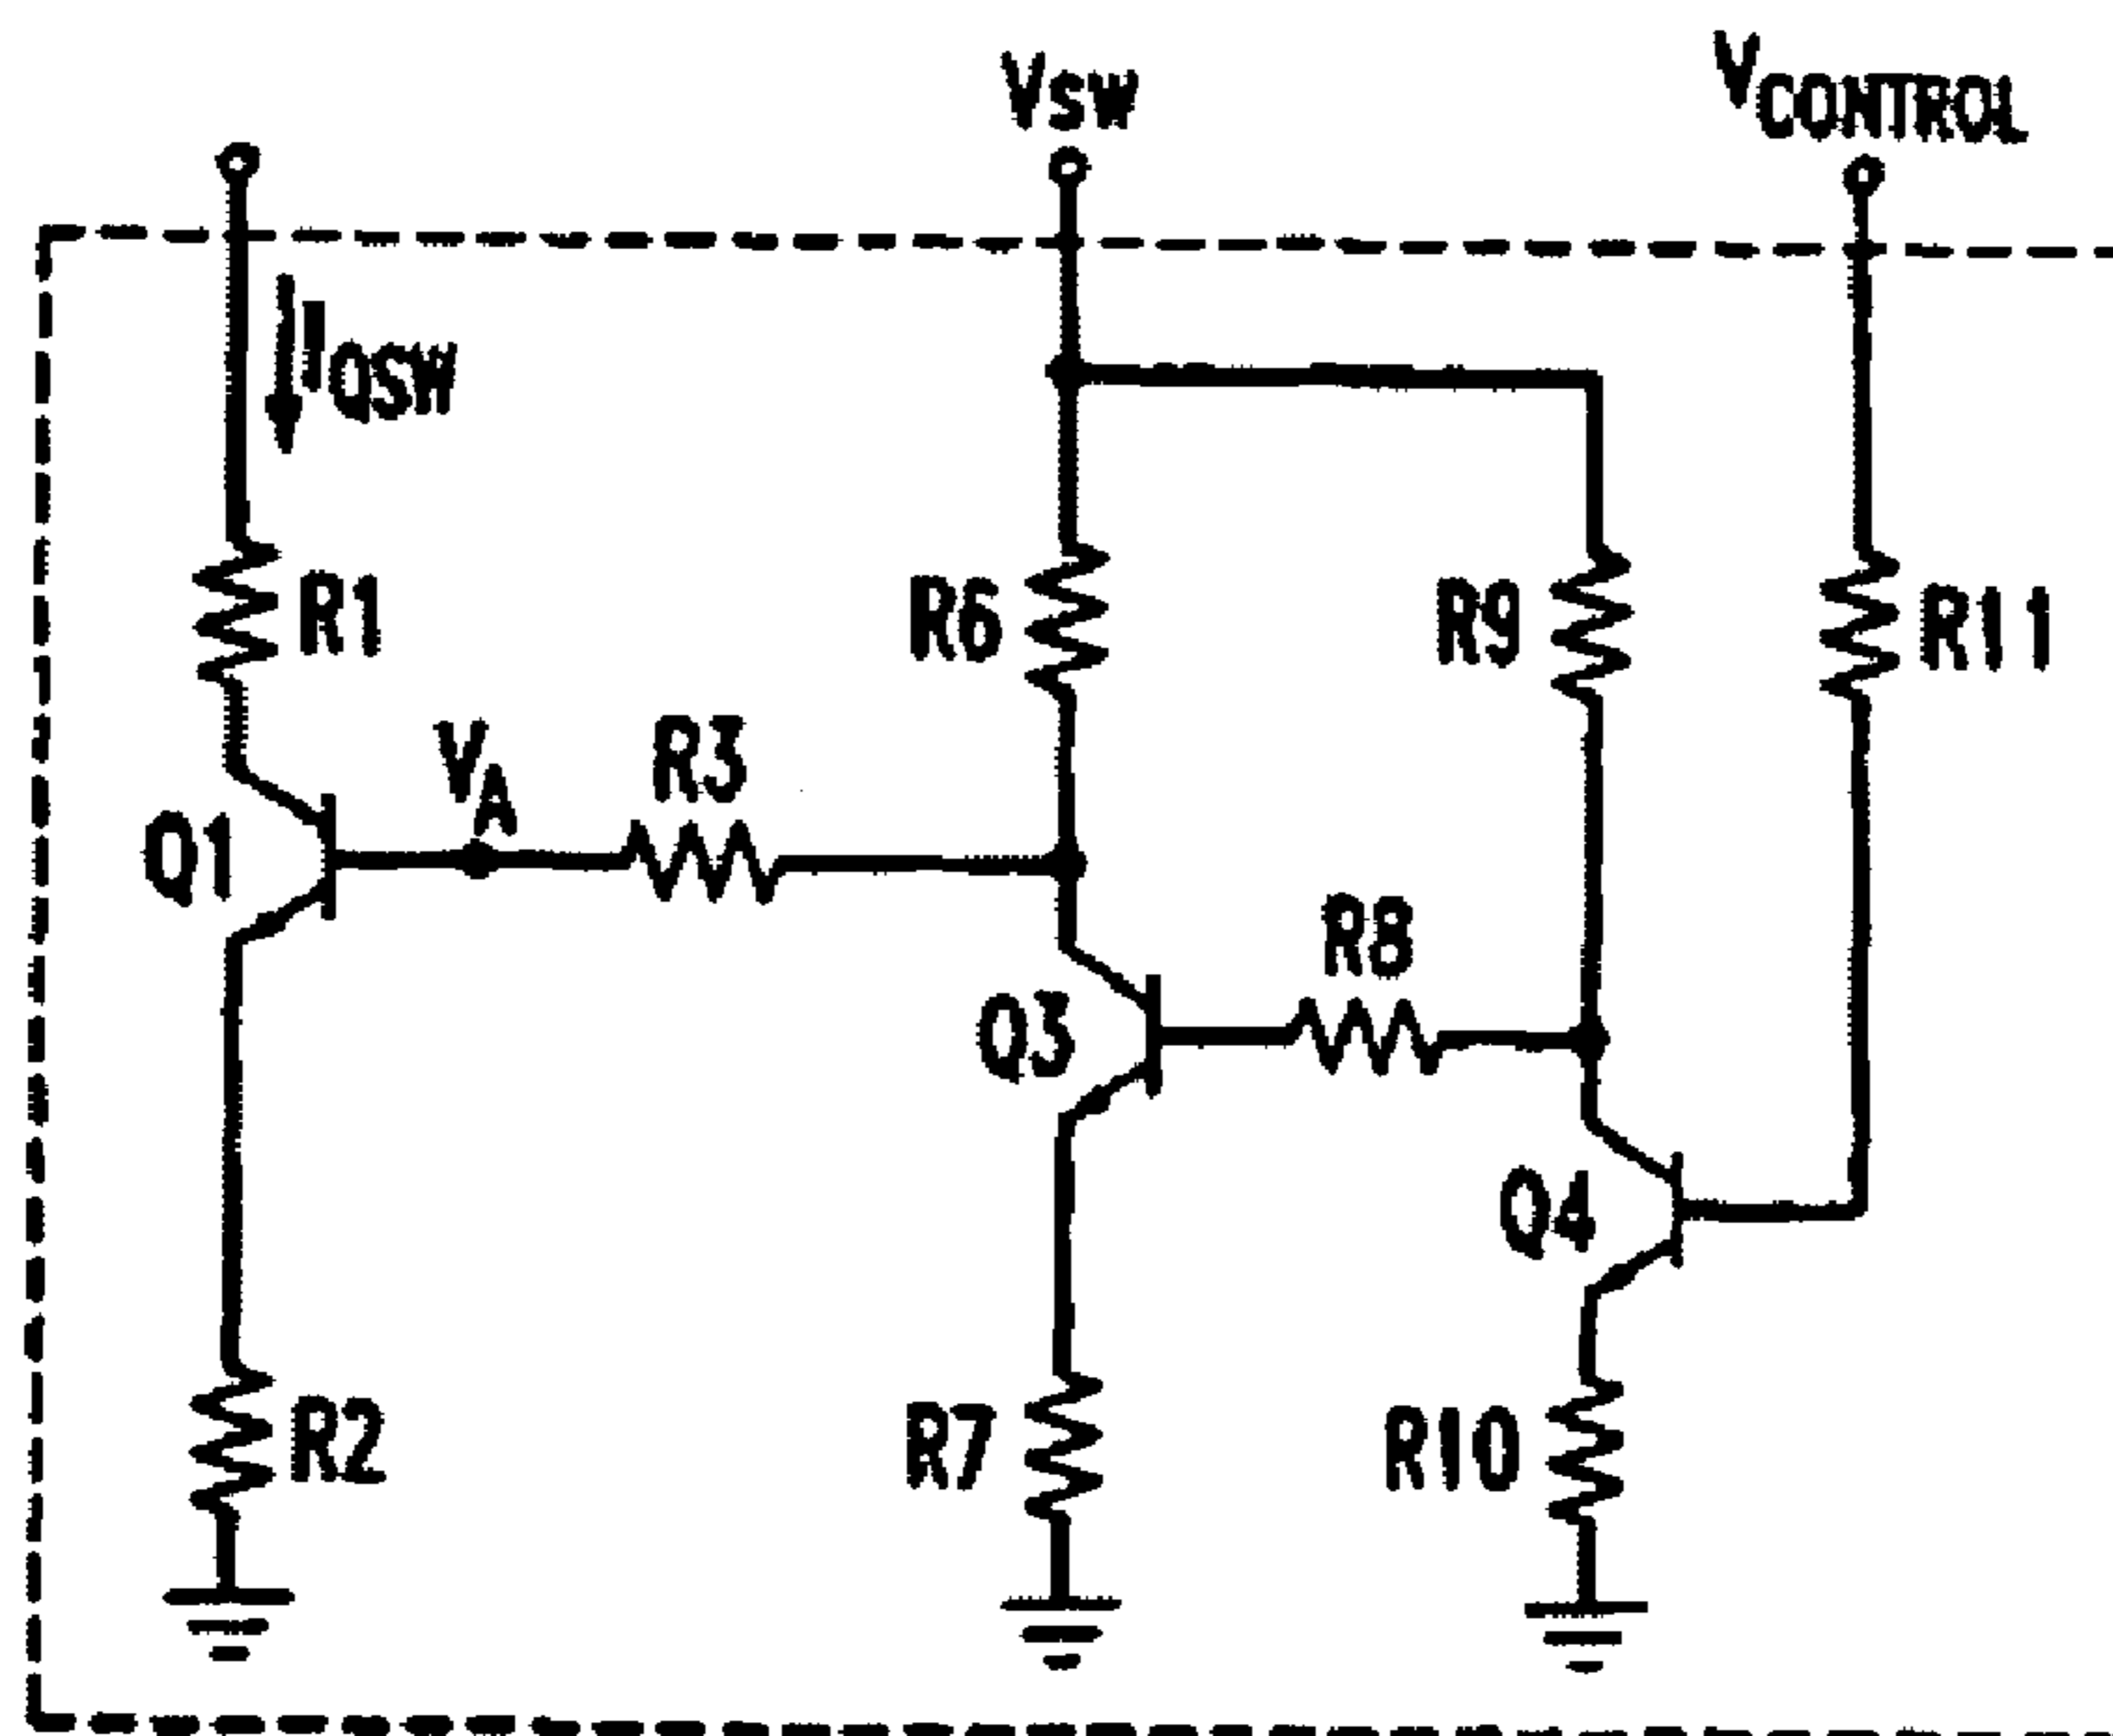 VSW
VCONTROL
IQSW
R1
R6
R9
R11
VA
R3
Q1
R8
Q3
Q4
R2
R7
R10